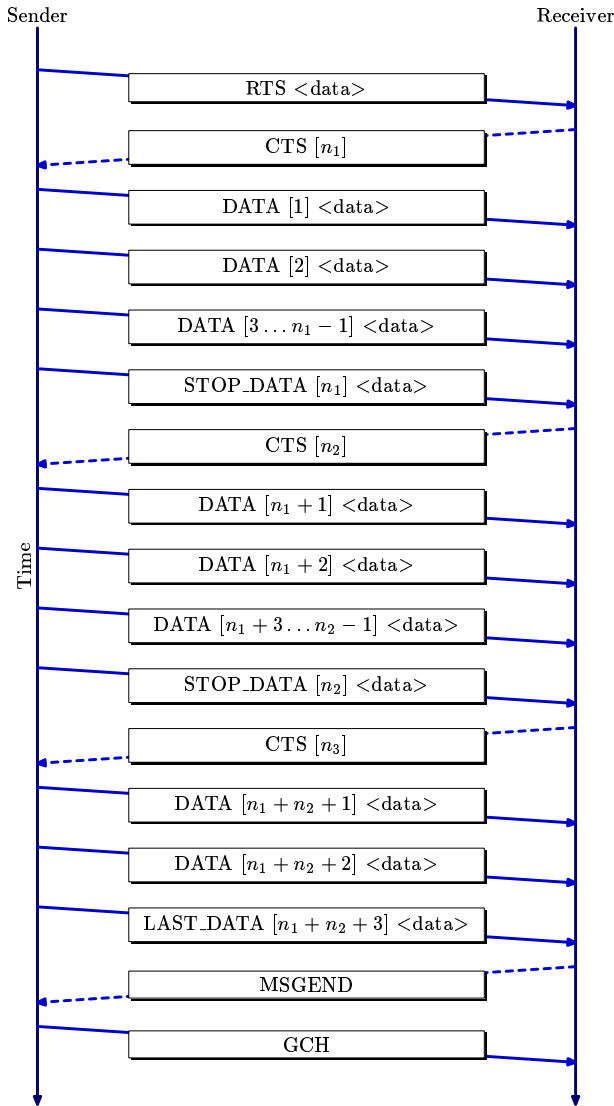 Sender
Receiver
RTS <data>
CTS [n₁]
DATA [1] <data>
DATA [2] <data>
DATA [3 … n₁ − 1] <data>
STOP_DATA [n₁] <data>
CTS [n₂]
DATA [n₁ + 1] <data>
Time
DATA [n₁ + 2] <data>
DATA [n₁ + 3 … n₂ − 1] <data>
STOP_DATA [n₂] <data>
CTS [n₃]
DATA [n₁ + n₂ + 1] <data>
DATA [n₁ + n₂ + 2] <data>
LAST_DATA [n₁ + n₂ + 3] <data>
MSGEND
GCH